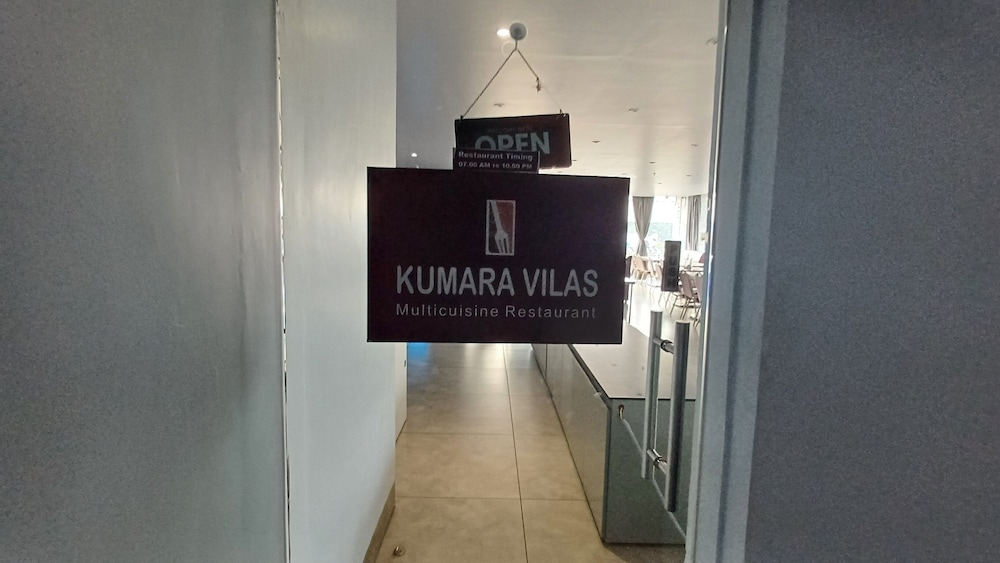 OPEN
Restaurant Timing
07.00 AM to 10.00 PM
KUMARA VILAS
Multicuisine Restaurant